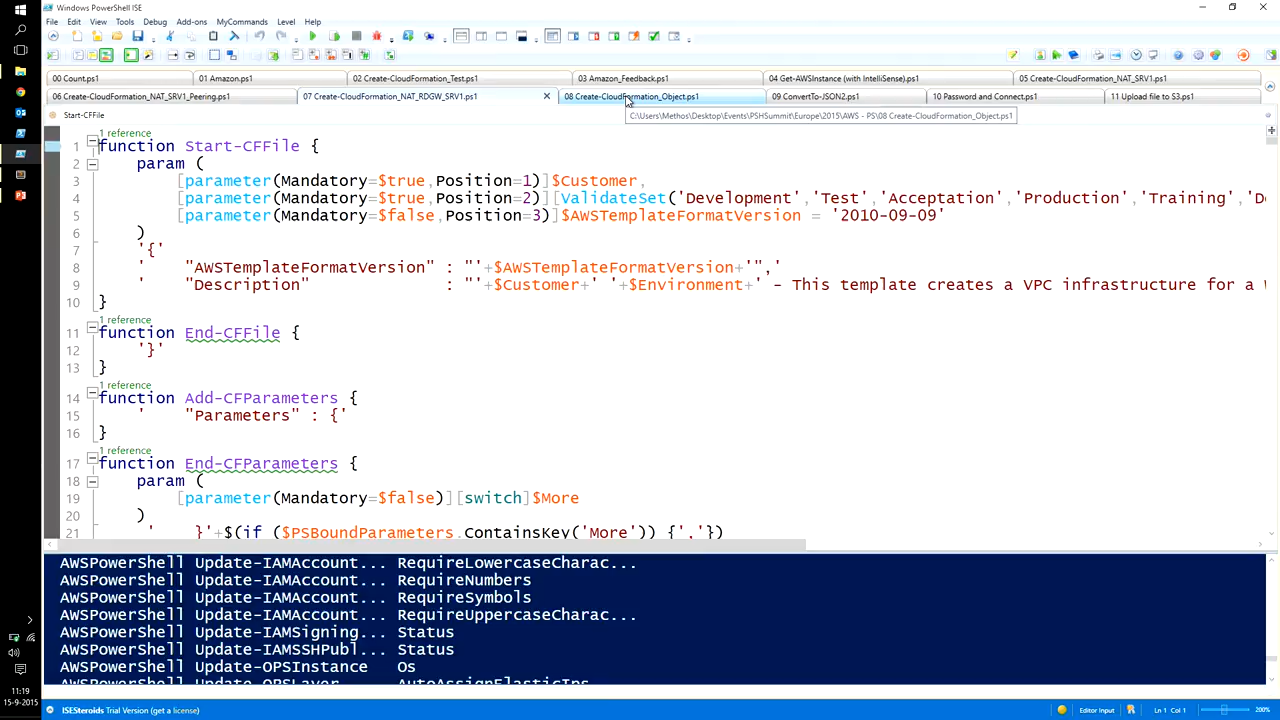 Windows PowerShell ISE
File Edit View Tools Debug Add-ons MyCommands Level Help
00 Count.ps1 01 Amazon.ps1 02 Create-CloudFormation_Test.ps1 03 Amazon_Feedback.ps1 04 Get-AWSInstance (with IntelliSense).ps1 05 Create-CloudFormation_NAT_SRV1.ps1
06 Create-CloudFormation_NAT_SRV1_Peering.ps1 07 Create-CloudFormation_NAT_RDGW_SRV1.ps1 08 Create-CloudFormation_Object.ps1 09 ConvertTo-JSON2.ps1 10 Password and Connect.ps1 11 Upload file to S3.ps1
Start-CFFile
C:\Users\Methos\Desktop\Events\PSHSummit\Europe\2015\AWS - PS\08 Create-CloudFormation_Object.ps1
1 reference
1 function Start-CFFile {
2 param (
3 [parameter(Mandatory=$true,Position=1)]$Customer,
4 [parameter(Mandatory=$true,Position=2)][ValidateSet('Development','Test','Acceptation','Production','Training','De
5 [parameter(Mandatory=$false,Position=3)]$AWSTemplateFormatVersion = '2010-09-09'
6 )
7 '{'
8 ' "AWSTemplateFormatVersion" : "'+$AWSTemplateFormatVersion+'",'
9 ' "Description" : "'+$Customer+' '+$Environment+' - This template creates a VPC infrastructure for a
10 }
1 reference
11 function End-CFFile {
12 '}'
13 }
1 reference
14 function Add-CFParameters {
15 ' "Parameters" : {'
16 }
1 reference
17 function End-CFParameters {
18 param (
19 [parameter(Mandatory=$false)][switch]$More
20 )
21 ' }'+$(if ($PSBoundParameters.ContainsKey('More')) {','})
AWSPowerShell Update-IAMAccount... RequireLowercaseCharac...
AWSPowerShell Update-IAMAccount... RequireNumbers
AWSPowerShell Update-IAMAccount... RequireSymbols
AWSPowerShell Update-IAMAccount... RequireUppercaseCharac...
AWSPowerShell Update-IAMSigning... Status
AWSPowerShell Update-IAMSSHPubl... Status
AWSPowerShell Update-OPSInstance Os
AWSPowerShell Update-OPSLayer AutoAssignElasticIps
11:19
15-9-2015
ISESteroids Trial Version (get a license) Editor Input Ln 1 Col 1 200%